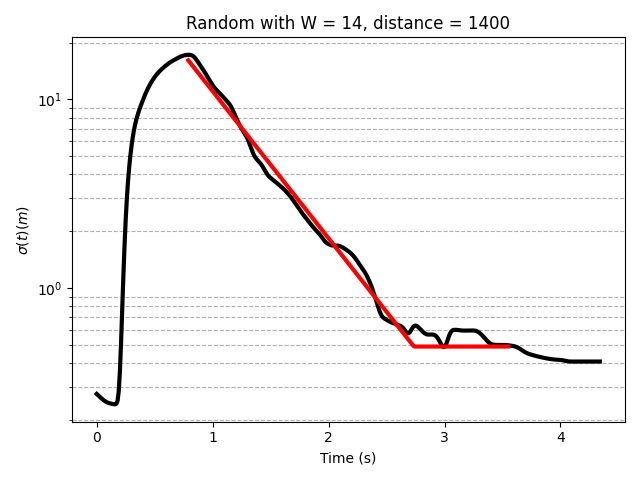 Random with W = 14, distance = 1400
σ(t)(m)
10¹
10⁰
0 1 2 3 4
Time (s)